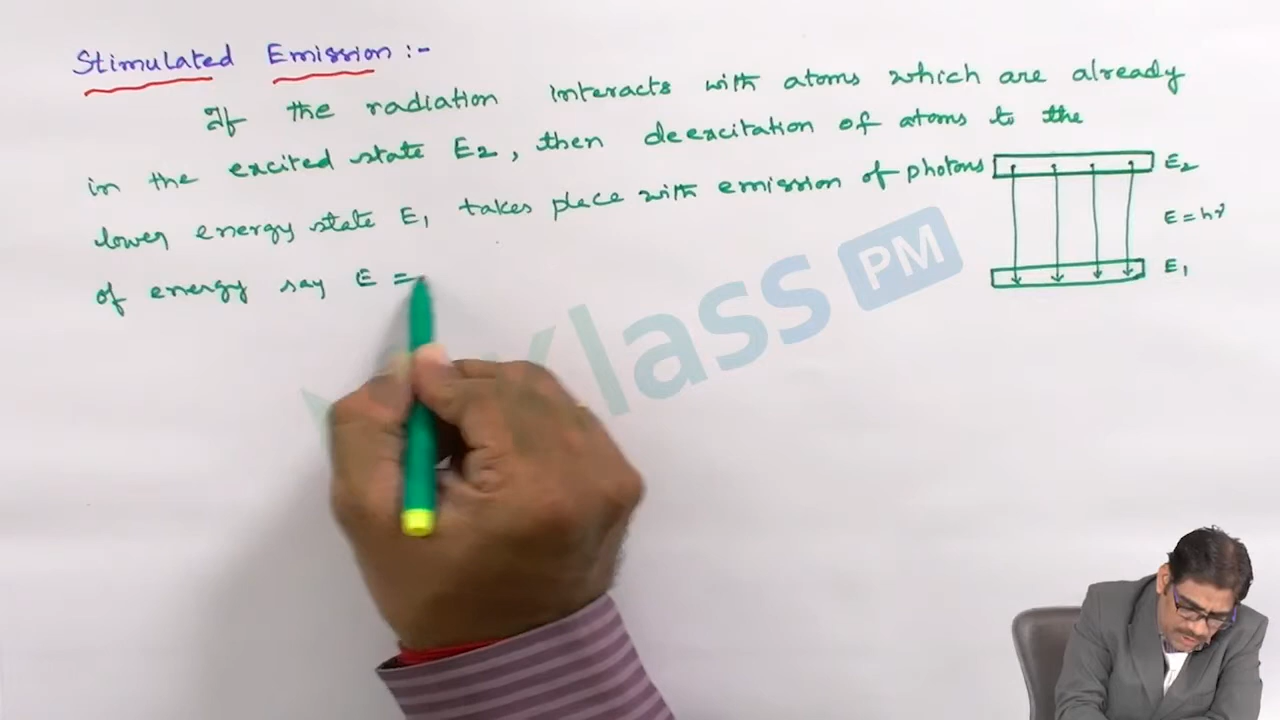 Stimulated Emission :-
If the radiation interacts with atoms which are already
in the excited state E2, then deexcitation of atoms to the
lower energy state E1 takes place with emission of photons
of energy say E =
E2
E = hν
E1
Klass PM